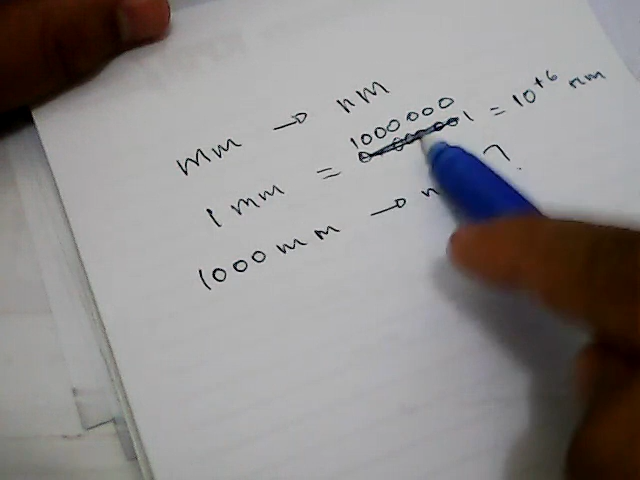 mm → nm
1 mm = 1000000 = 10+6 nm
1000 mm → n ?